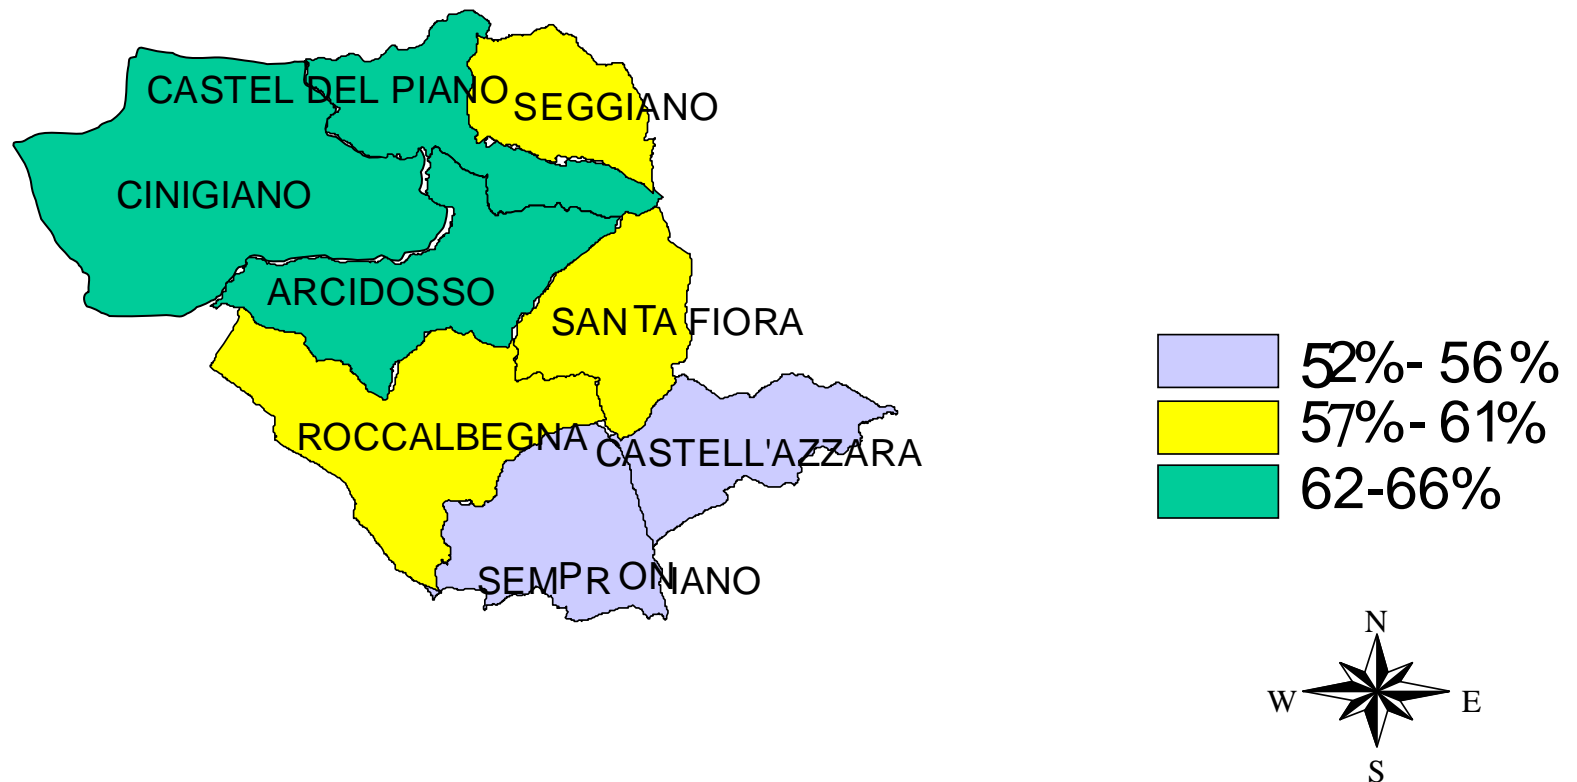 CASTEL DEL PIANO
SEGGIANO
CINIGIANO
ARCIDOSSO
SANTA FIORA
ROCCALBEGNA
CASTELL'AZZARA
SEMPRONIANO
52%- 56%
57%- 61%
62-66%
N
W
E
S